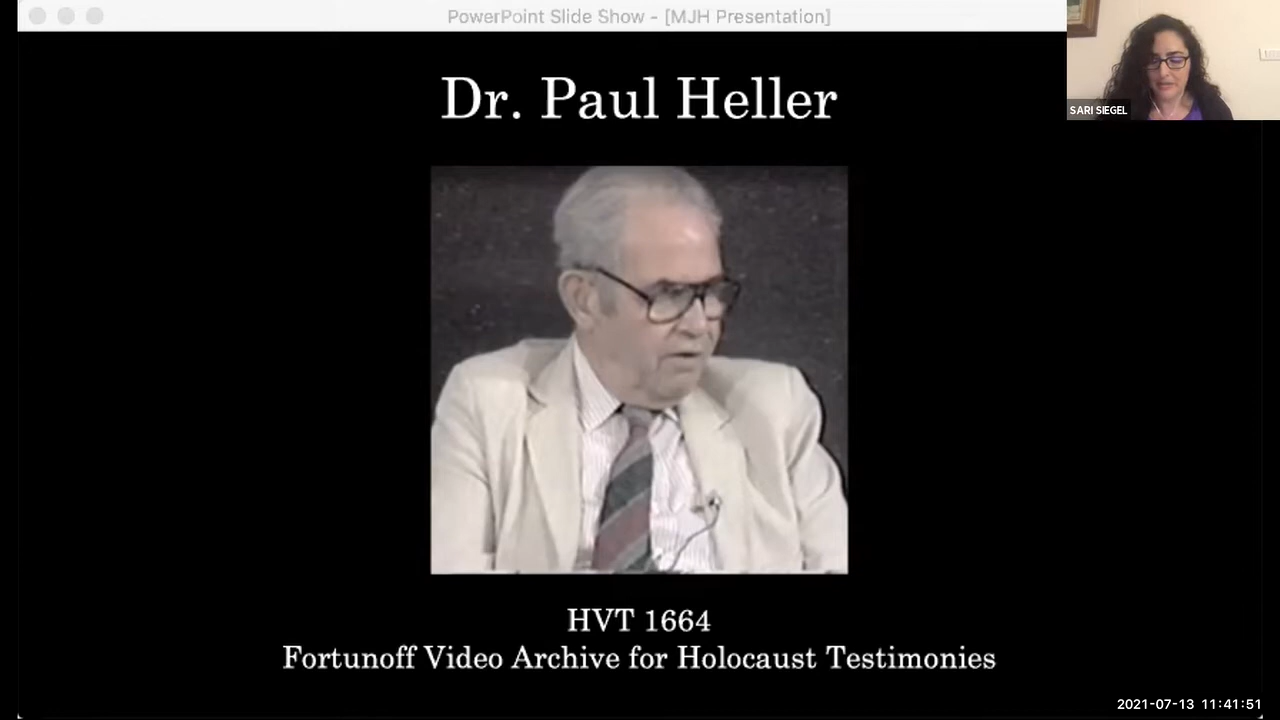 PowerPoint Slide Show - [MJH Presentation]
SARI SIEGEL
Dr. Paul Heller
HVT 1664
Fortunoff Video Archive for Holocaust Testimonies
2021-07-13 11:41:51